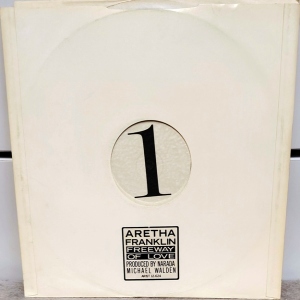 1
ARETHA
FRANKLIN
FREEWAY
OF LOVE
PRODUCED BY NARADA
MICHAEL WALDEN